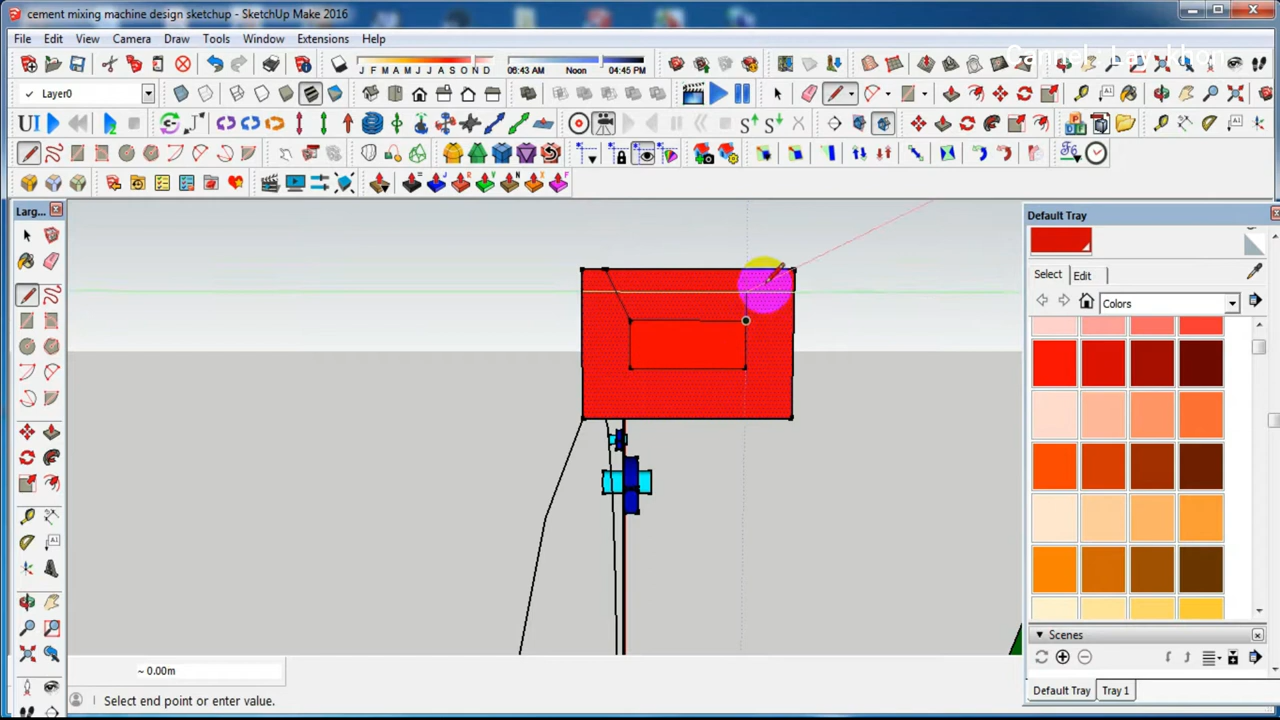 cement mixing machine design sketchup - SketchUp Make 2016
File Edit View Camera Draw Tools Window Extensions Help
J F M A M J J A S O N D 06:43 AM Noon 04:45 PM
Layer0
UI
Larg...
Default Tray
Select Edit
Colors
Scenes
Default Tray Tray 1
~ 0.00m
Select end point or enter value.